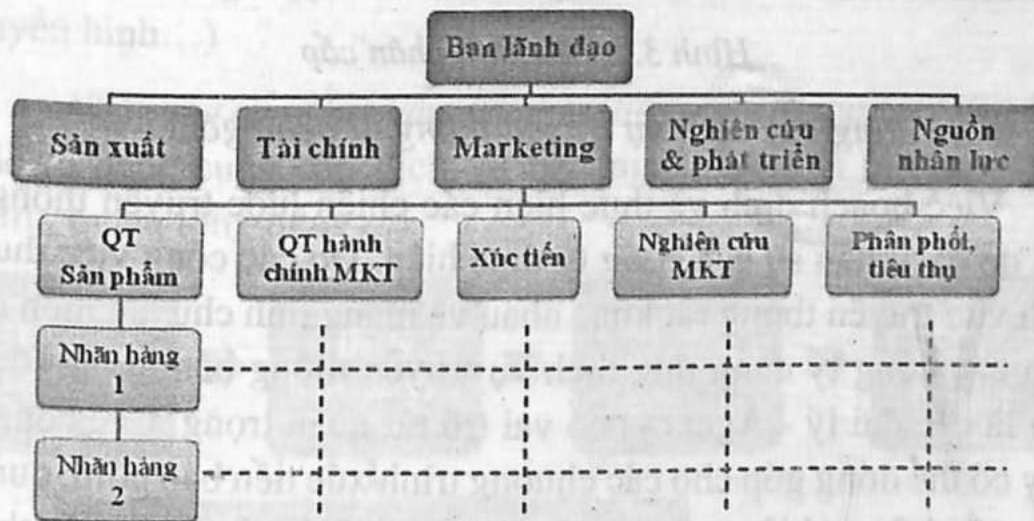 Ban lãnh đạo
Sản xuất
Tài chính
Marketing
Nghiên cứu
& phát triển
Nguồn
nhân lực
QT
Sản phẩm
QT hành
chính MKT
Xúc tiến
Nghiên cứu
MKT
Phân phối,
tiêu thụ
Nhãn hàng
1
Nhãn hàng
2